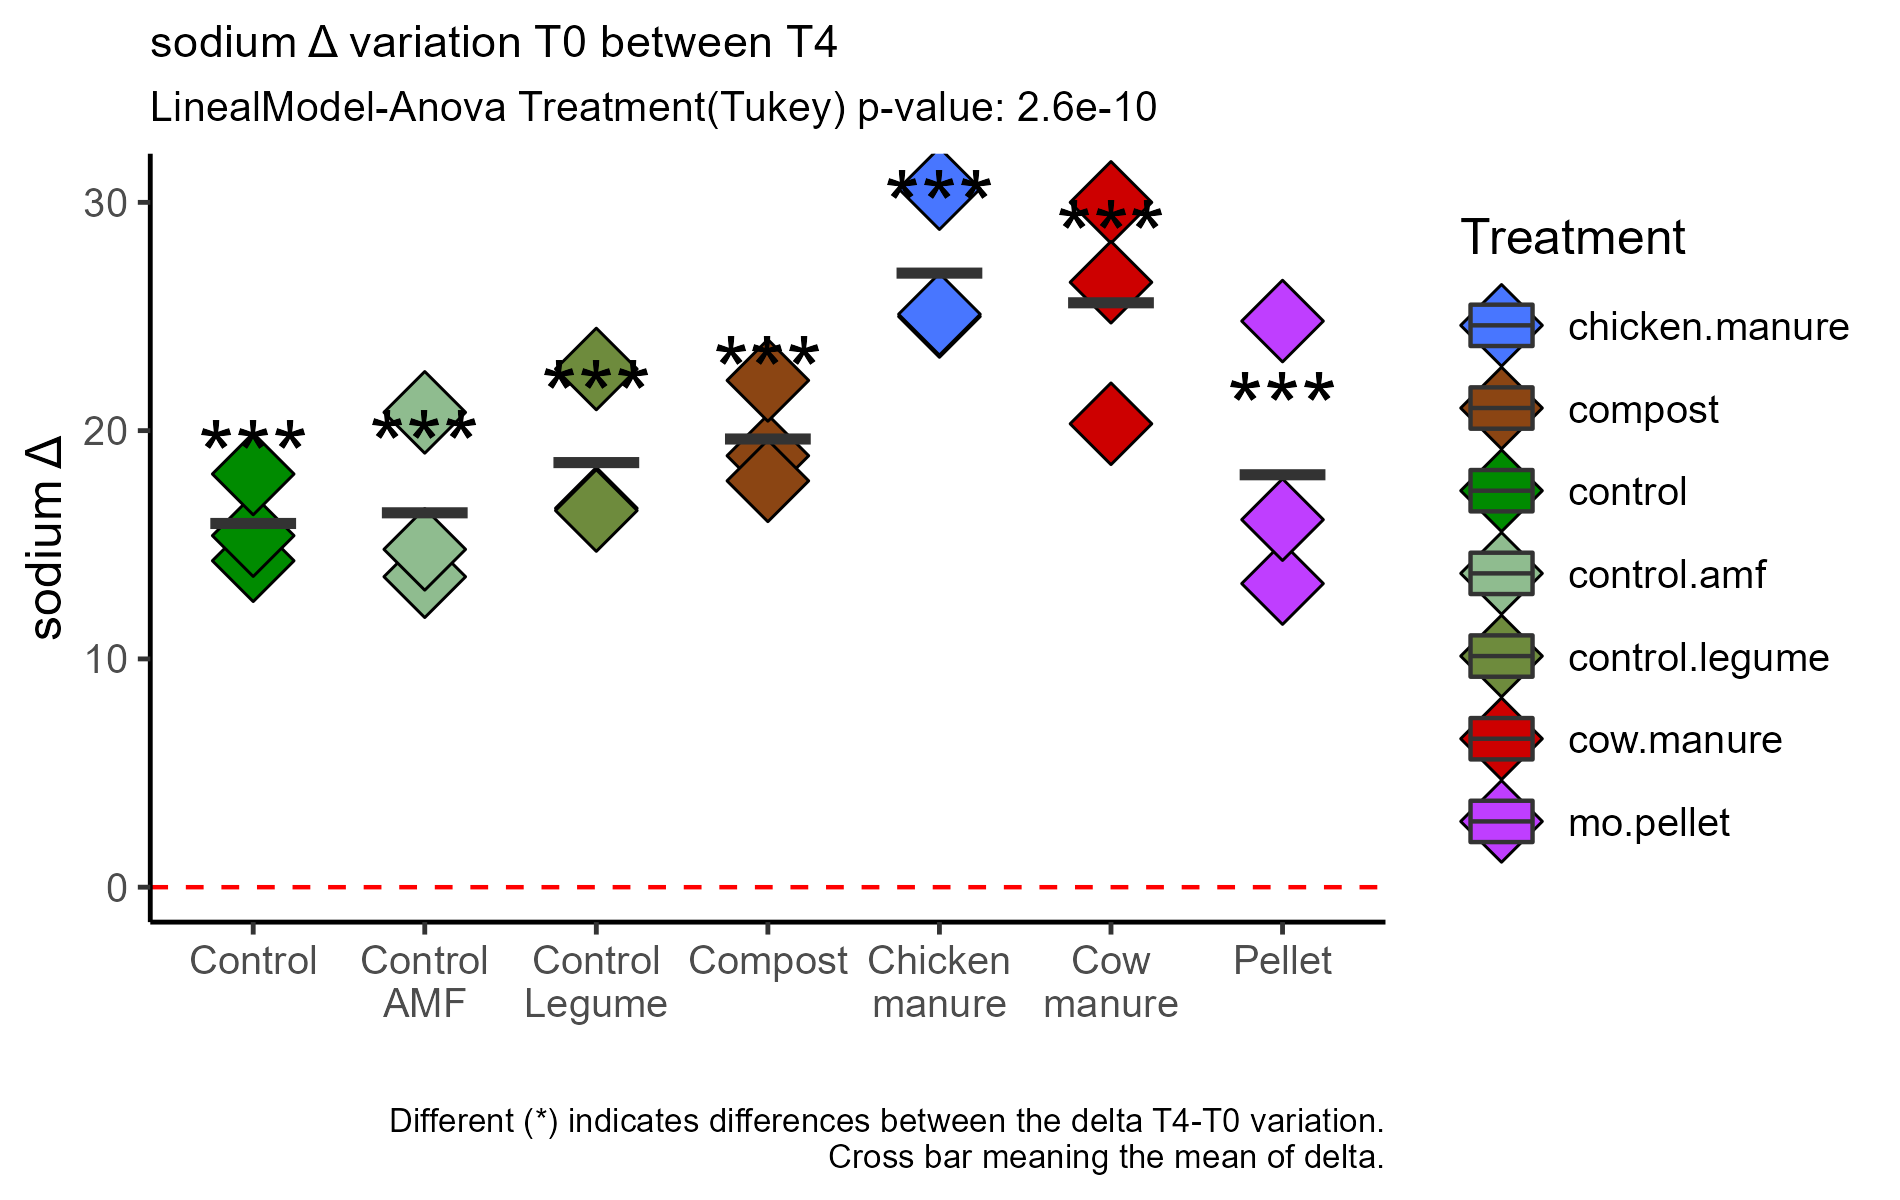 sodium Δ variation T0 between T4
LinealModel-Anova Treatment(Tukey) p-value: 2.6e-10
sodium Δ
30
20
10
0
***
***
***
***
***
***
***
Control
Control
AMF
Control
Legume
Compost
Chicken
manure
Cow
manure
Pellet
Treatment
chicken.manure
compost
control
control.amf
control.legume
cow.manure
mo.pellet
Different (*) indicates differences between the delta T4-T0 variation.
Cross bar meaning the mean of delta.